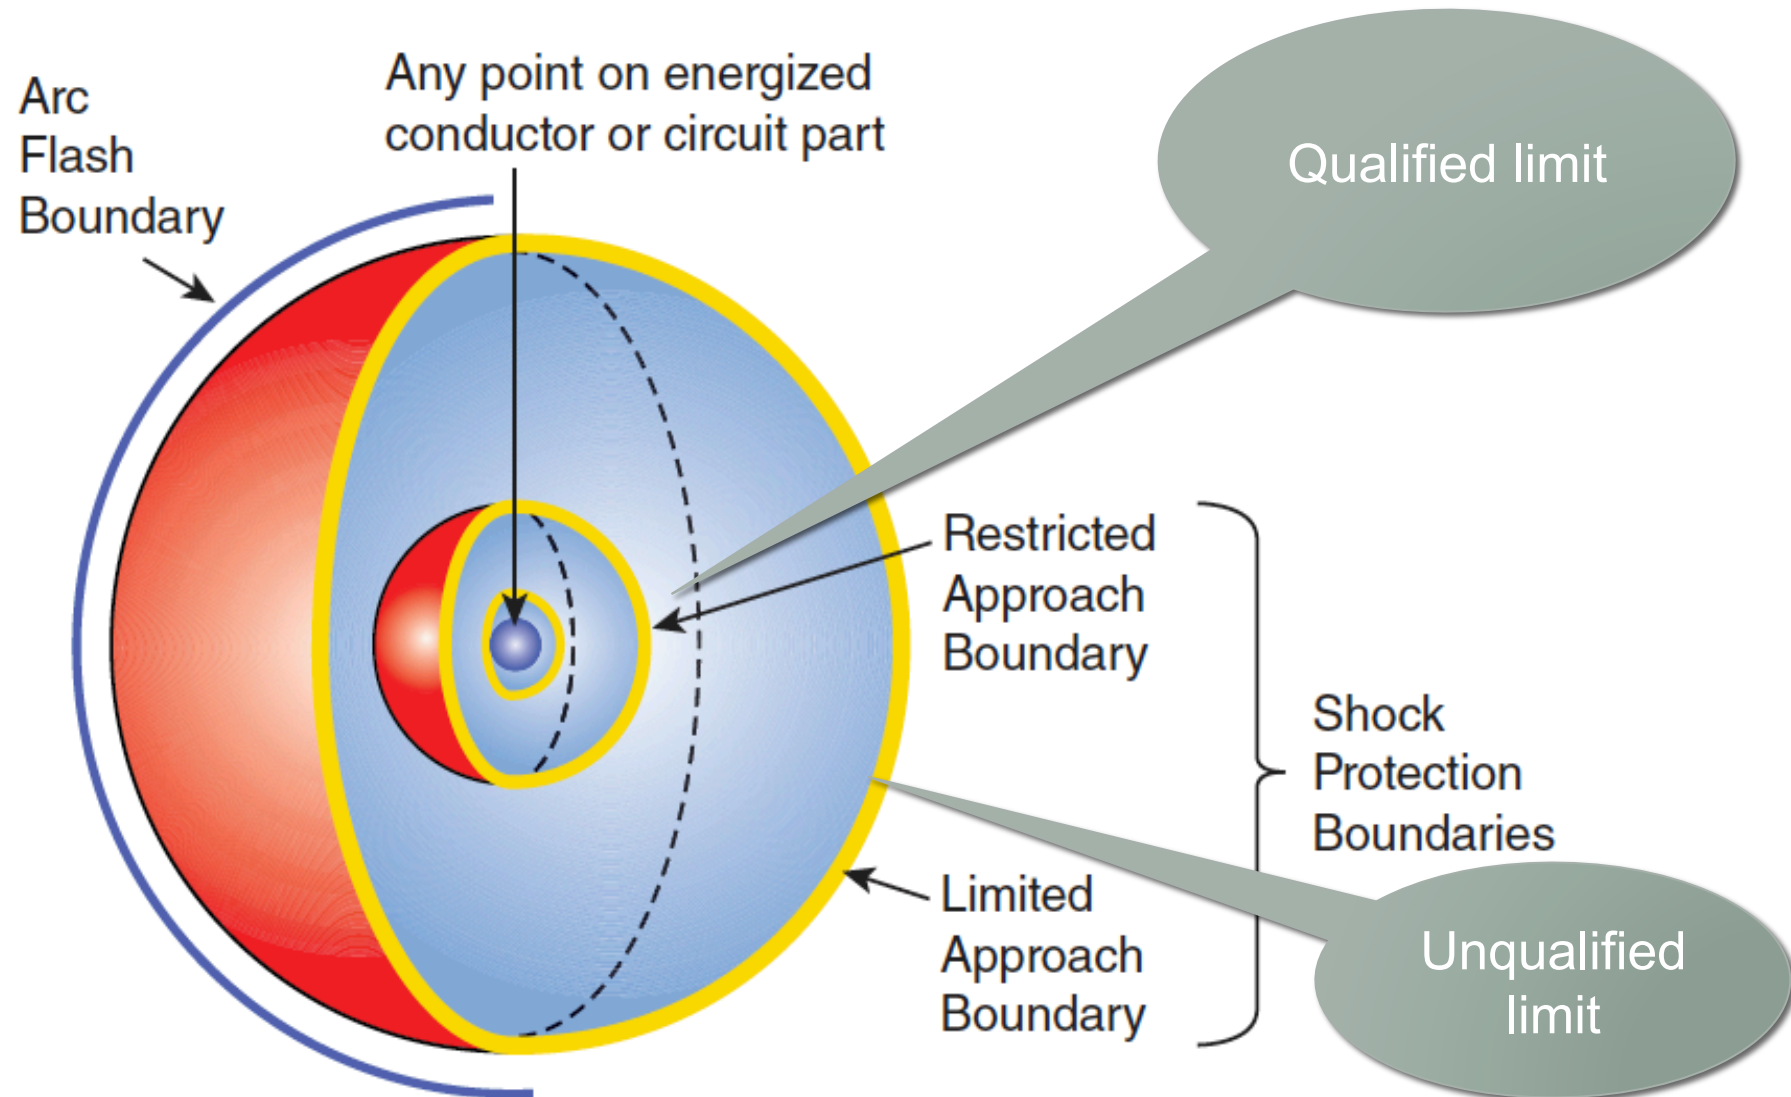 Arc
Flash
Boundary
Any point on energized
conductor or circuit part
Qualified limit
Restricted
Approach
Boundary
Shock
Protection
Boundaries
Limited
Approach
Boundary
Unqualified
limit